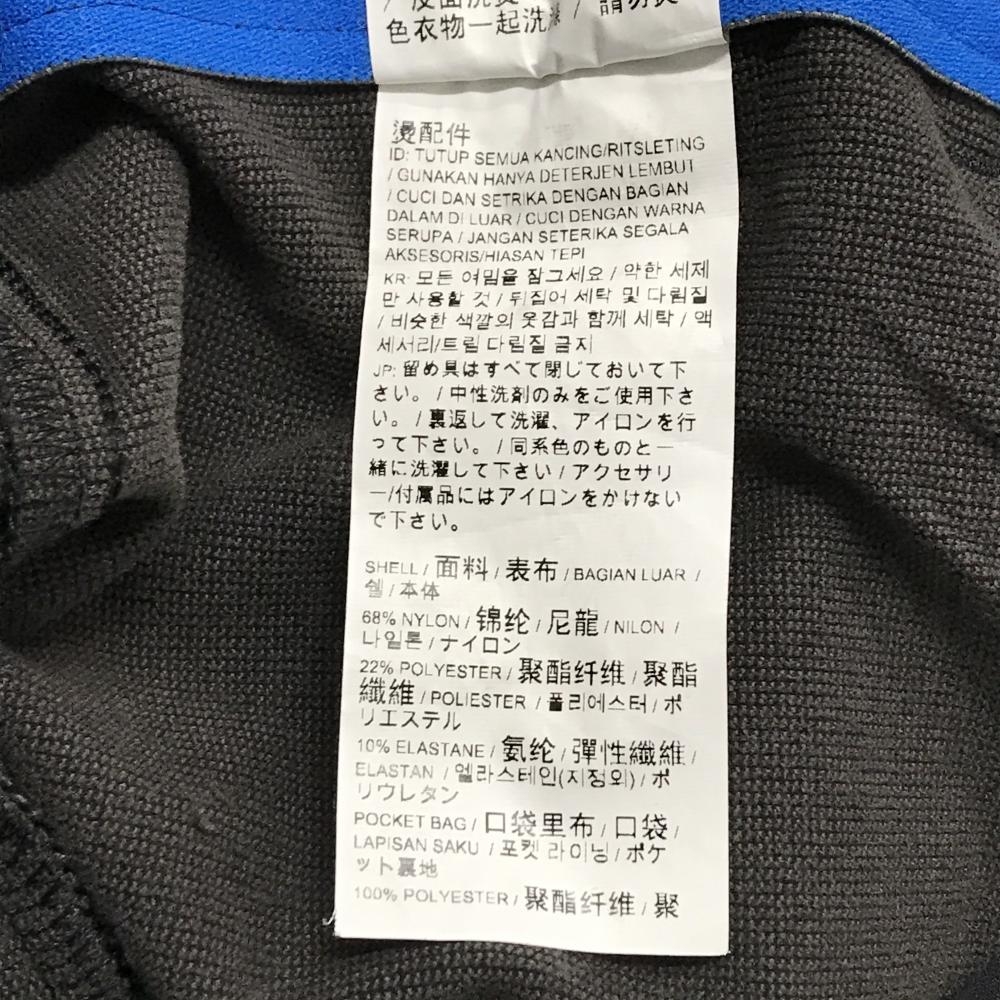 色衣物一起洗涤 / 請勿熨
燙配件
ID: TUTUP SEMUA KANCING/RITSLETING
/ GUNAKAN HANYA DETERJEN LEMBUT
/ CUCI DAN SETRIKA DENGAN BAGIAN
DALAM DI LUAR / CUCI DENGAN WARNA
SERUPA / JANGAN SETERIKA SEGALA
AKSESORIS/HIASAN TEPI
KR: 모든 여밈을 잠그세요 / 약한 세제
만 사용할 것 / 뒤집어 세탁 및 다림질
/ 비슷한 색깔의 옷감과 함께 세탁 / 액
세서리/트림 다림질 금지
JP: 留め具はすべて閉じておいて下
さい。 / 中性洗剤のみをご使用下さ
い。 / 裏返して洗濯、アイロンを行
って下さい。 / 同系色のものと一
緒に洗濯して下さい / アクセサリ
ー/付属品にはアイロンをかけない
で下さい。
SHELL / 面料 / 表布 / BAGIAN LUAR /
쉘 / 本体
68% NYLON / 锦纶 / 尼龍 / NILON /
나일론 / ナイロン
22% POLYESTER / 聚酯纤维 / 聚酯
纖維 / POLIESTER / 폴리에스터 / ポ
リエステル
10% ELASTANE / 氨纶 / 彈性纖維 /
ELASTAN / 엘라스테인(지정외) / ポ
リウレタン
POCKET BAG / 口袋里布 / 口袋 /
LAPISAN SAKU / 포켓 라이닝 / ポケ
ット裏地
100% POLYESTER / 聚酯纤维 / 聚